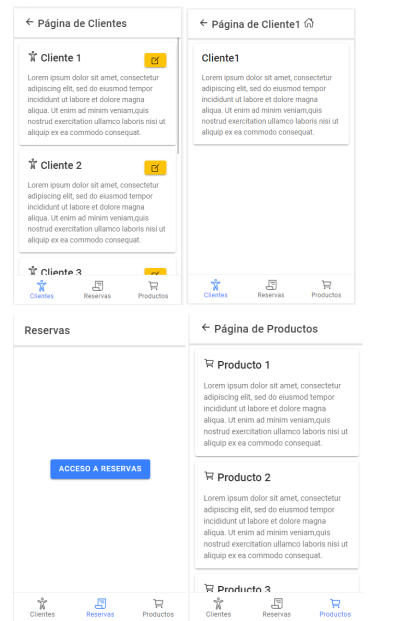 Página de Clientes
Cliente 1
Lorem ipsum dolor sit amet, consectetur
adipiscing elit, sed do eiusmod tempor
incididunt ut labore et dolore magna
aliqua. Ut enim ad minim veniam,quis
nostrud exercitation ullamco laboris nisi ut
aliquip ex ea commodo consequat.
Cliente 2
Lorem ipsum dolor sit amet, consectetur
adipiscing elit, sed do eiusmod tempor
incididunt ut labore et dolore magna
aliqua. Ut enim ad minim veniam,quis
nostrud exercitation ullamco laboris nisi ut
aliquip ex ea commodo consequat.
Cliente 3
Clientes
Reservas
Productos
Página de Cliente1
Cliente1
Lorem ipsum dolor sit amet, consectetur
adipiscing elit, sed do eiusmod tempor
incididunt ut labore et dolore magna
aliqua. Ut enim ad minim veniam,quis
nostrud exercitation ullamco laboris nisi ut
aliquip ex ea commodo consequat.
Clientes
Reservas
Productos
Reservas
ACCESO A RESERVAS
Clientes
Reservas
Productos
Página de Productos
Producto 1
Lorem ipsum dolor sit amet, consectetur
adipiscing elit, sed do eiusmod tempor
incididunt ut labore et dolore magna
aliqua. Ut enim ad minim veniam,quis
nostrud exercitation ullamco laboris nisi ut
aliquip ex ea commodo consequat.
Producto 2
Lorem ipsum dolor sit amet, consectetur
adipiscing elit, sed do eiusmod tempor
incididunt ut labore et dolore magna
aliqua. Ut enim ad minim veniam,quis
nostrud exercitation ullamco laboris nisi ut
aliquip ex ea commodo consequat.
Producto 3
Clientes
Reservas
Productos